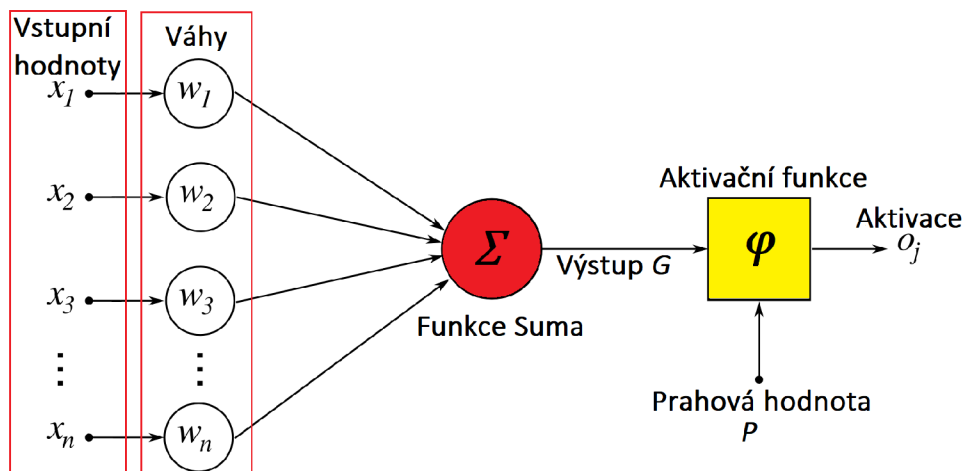 Vstupní
hodnoty
Váhy
x1
w1
x2
w2
x3
w3
⋮
⋮
xn
wn
Σ
Funkce Suma
Výstup G
Aktivační funkce
φ
Aktivace
oj
Prahová hodnota
P